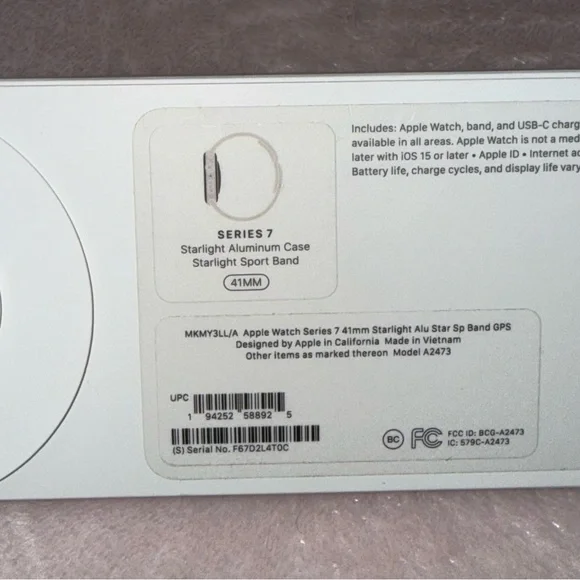 Includes: Apple Watch, band, and USB-C charg
available in all areas. Apple Watch is not a med
later with iOS 15 or later • Apple ID • Internet ac
Battery life, charge cycles, and display life vary
SERIES 7
Starlight Aluminum Case
Starlight Sport Band
41MM
MKMY3LL/A Apple Watch Series 7 41mm Starlight Alu Star Sp Band GPS
Designed by Apple in California Made in Vietnam
Other items as marked thereon Model A2473
UPC
1 94252 58892 5
(S) Serial No. F67D2L4T0C
BC FC FCC ID: BCG-A2473
IC: 579C-A2473